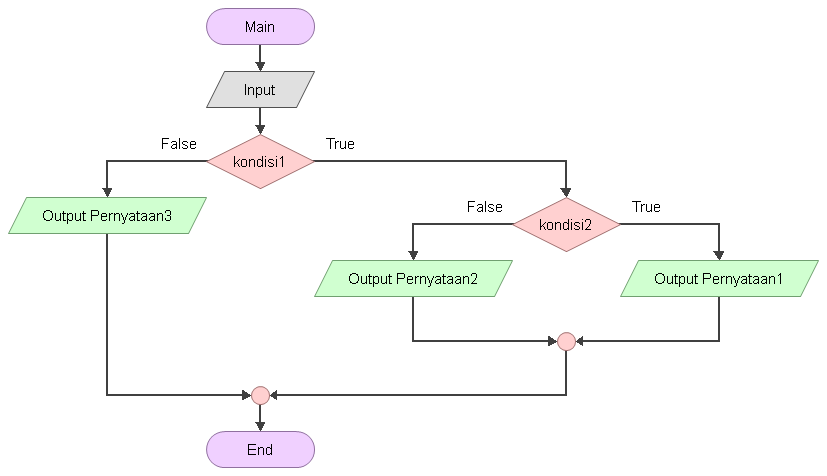 Main
Input
False
kondisi1
True
Output Pernyataan3
False
kondisi2
True
Output Pernyataan2
Output Pernyataan1
End